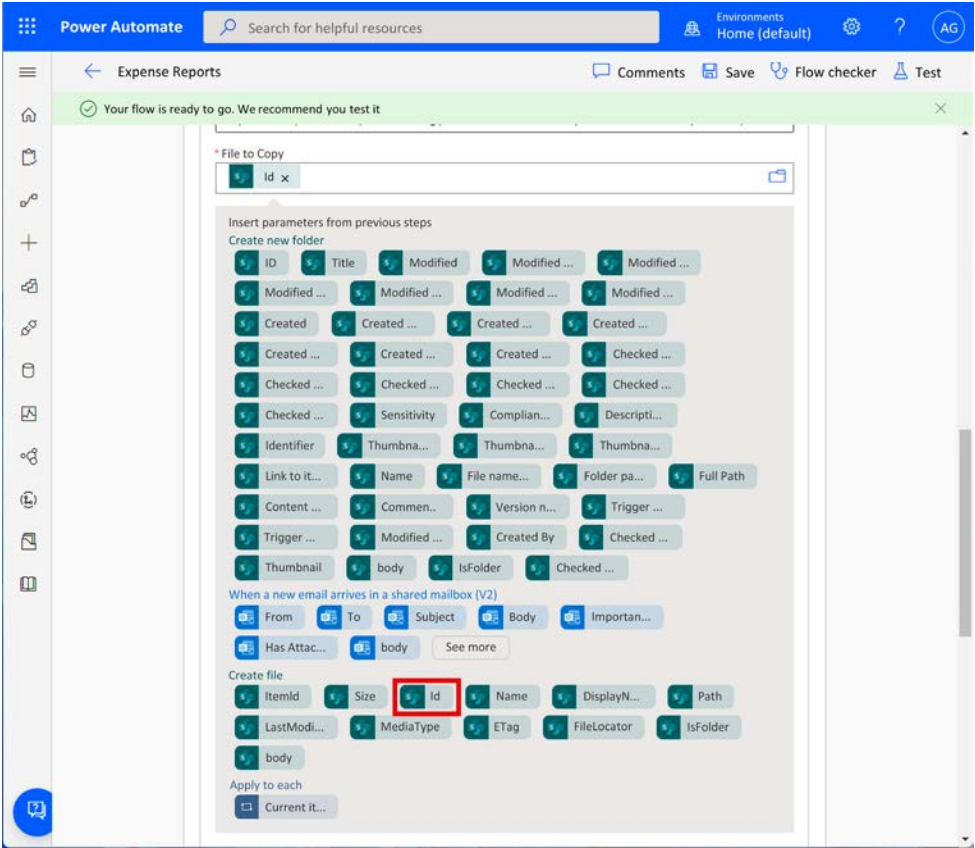 Power Automate
Search for helpful resources
Environments
Home (default)
AG
Expense Reports
Comments
Save
Flow checker
Test
Your flow is ready to go. We recommend you test it
* File to Copy
Id ×
Insert parameters from previous steps
Create new folder
ID Title Modified Modified ... Modified ...
Modified ... Modified ... Modified ... Modified ...
Created Created ... Created ... Created ...
Created ... Created ... Created ... Checked ...
Checked ... Checked ... Checked ... Checked ...
Checked ... Sensitivity Complian... Descripti...
Identifier Thumbna... Thumbna... Thumbna...
Link to it... Name File name... Folder pa... Full Path
Content ... Commen.. Version n... Trigger ...
Trigger ... Modified ... Created By Checked ...
Thumbnail body IsFolder Checked ...
When a new email arrives in a shared mailbox (V2)
From To Subject Body Importan...
Has Attac... body See more
Create file
ItemId Size Id Name DisplayN... Path
LastModi... MediaType ETag FileLocator IsFolder
body
Apply to each
Current it...